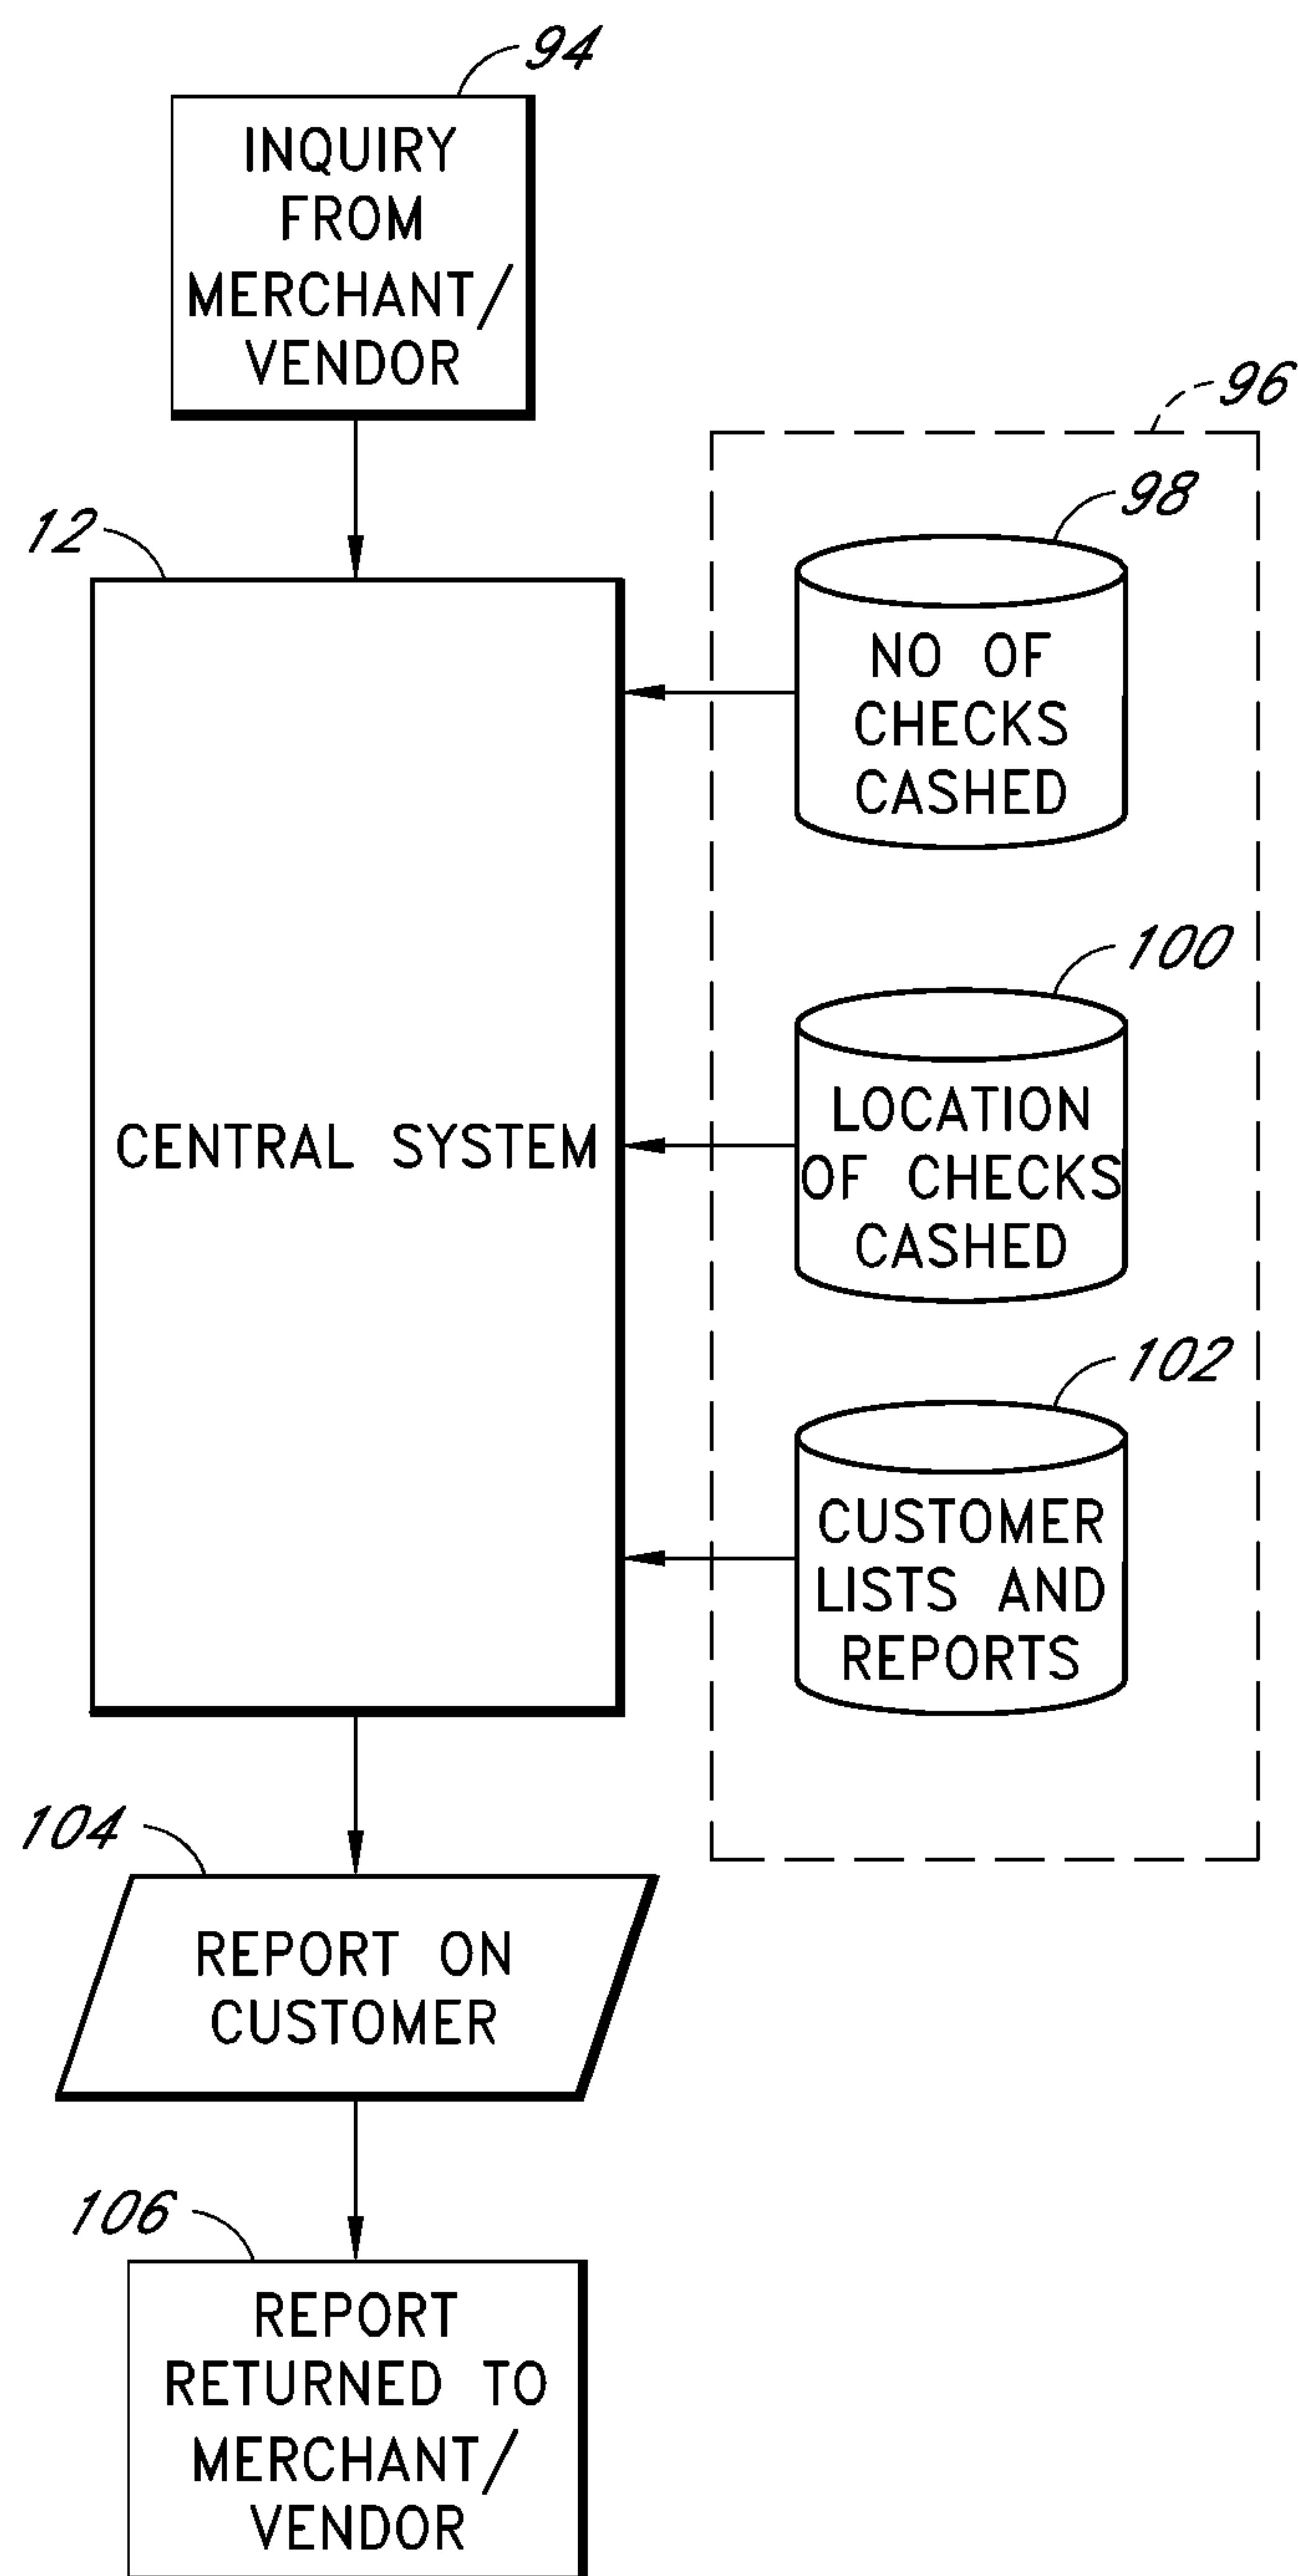 94
INQUIRY
FROM
MERCHANT/
VENDOR
96
12
98
NO OF
CHECKS
CASHED
100
CENTRAL SYSTEM
LOCATION
OF CHECKS
CASHED
102
CUSTOMER
LISTS AND
REPORTS
104
REPORT ON
CUSTOMER
106
REPORT
RETURNED TO
MERCHANT/
VENDOR